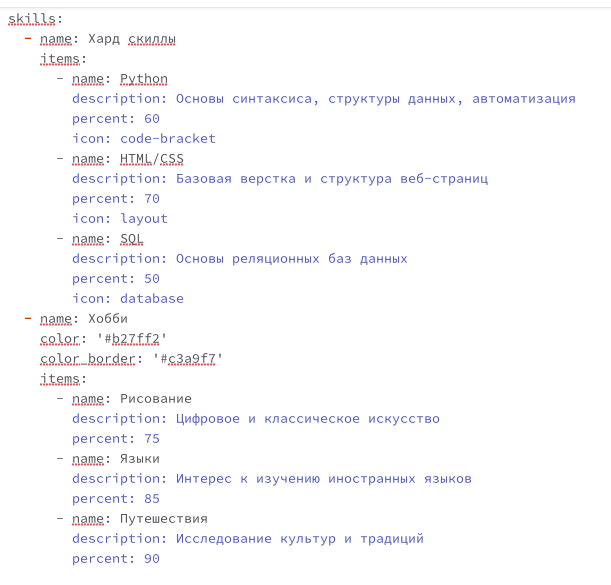 skills:
- name: Хард скиллы
items:
- name: Python
description: Основы синтаксиса, структуры данных, автоматизация
percent: 60
icon: code-bracket
- name: HTML/CSS
description: Базовая верстка и структура веб-страниц
percent: 70
icon: layout
- name: SQL
description: Основы реляционных баз данных
percent: 50
icon: database
- name: Хобби
color: '#b27ff2'
color_border: '#c3a9f7'
items:
- name: Рисование
description: Цифровое и классическое искусство
percent: 75
- name: Языки
description: Интерес к изучению иностранных языков
percent: 85
- name: Путешествия
description: Исследование культур и традиций
percent: 90